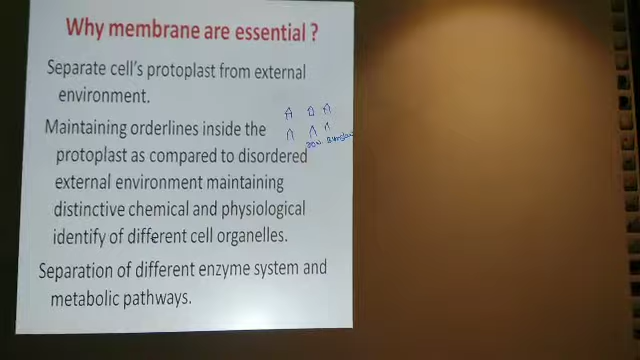 Why membrane are essential ?
Separate cell's protoplast from external
environment.
Maintaining orderlines inside the
protoplast as compared to disordered
external environment maintaining
distinctive chemical and physiological
identify of different cell organelles.
Separation of different enzyme system and
metabolic pathways.